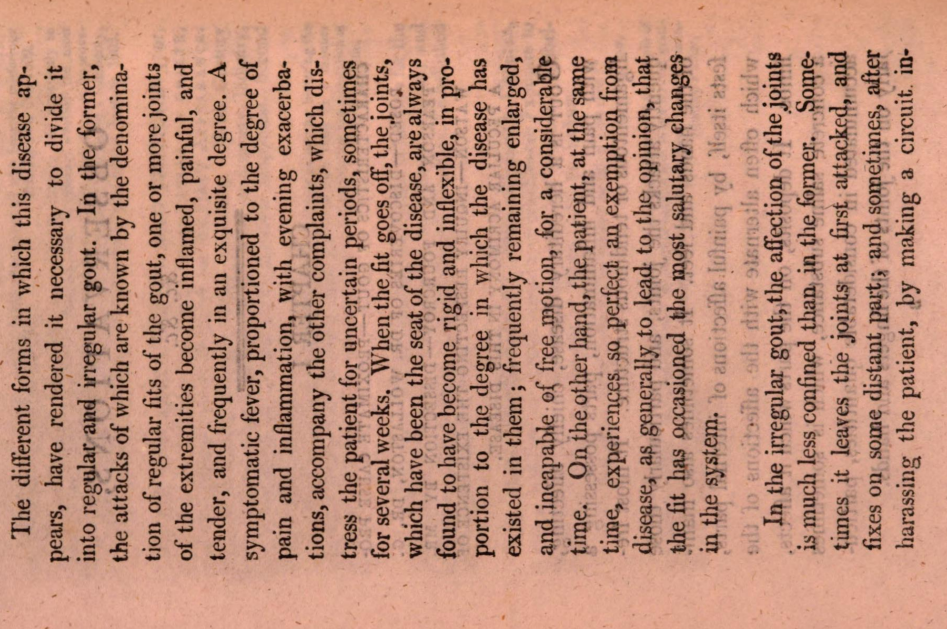 The different forms in which this disease ap-
pears, have rendered it necessary to divide it
into regular and irregular gout. In the former,
the attacks of which are known by the denomina-
tion of regular fits of the gout, one or more joints
of the extremities become inflamed, painful, and
tender, and frequently in an exquisite degree. A
symptomatic fever, proportioned to the degree of
pain and inflammation, with evening exacerba-
tions, accompany the other complaints, which dis-
tress the patient for uncertain periods, sometimes
for several weeks. When the fit goes off, the joints,
which have been the seat of the disease, are always
found to have become rigid and inflexible, in pro-
portion to the degree in which the disease has
existed in them; frequently remaining enlarged,
and incapable of free motion, for a considerable
time. On the other hand, the patient, at the same
time, experiences so perfect an exemption from
disease, as generally to lead to the opinion, that
the fit has occasioned the most salutary changes
in the system.
In the irregular gout, the affection of the joints
is much less confined than in the former. Some-
times it leaves the joints at first attacked, and
fixes on some distant part; and sometimes, after
harassing the patient, by making a circuit, in-